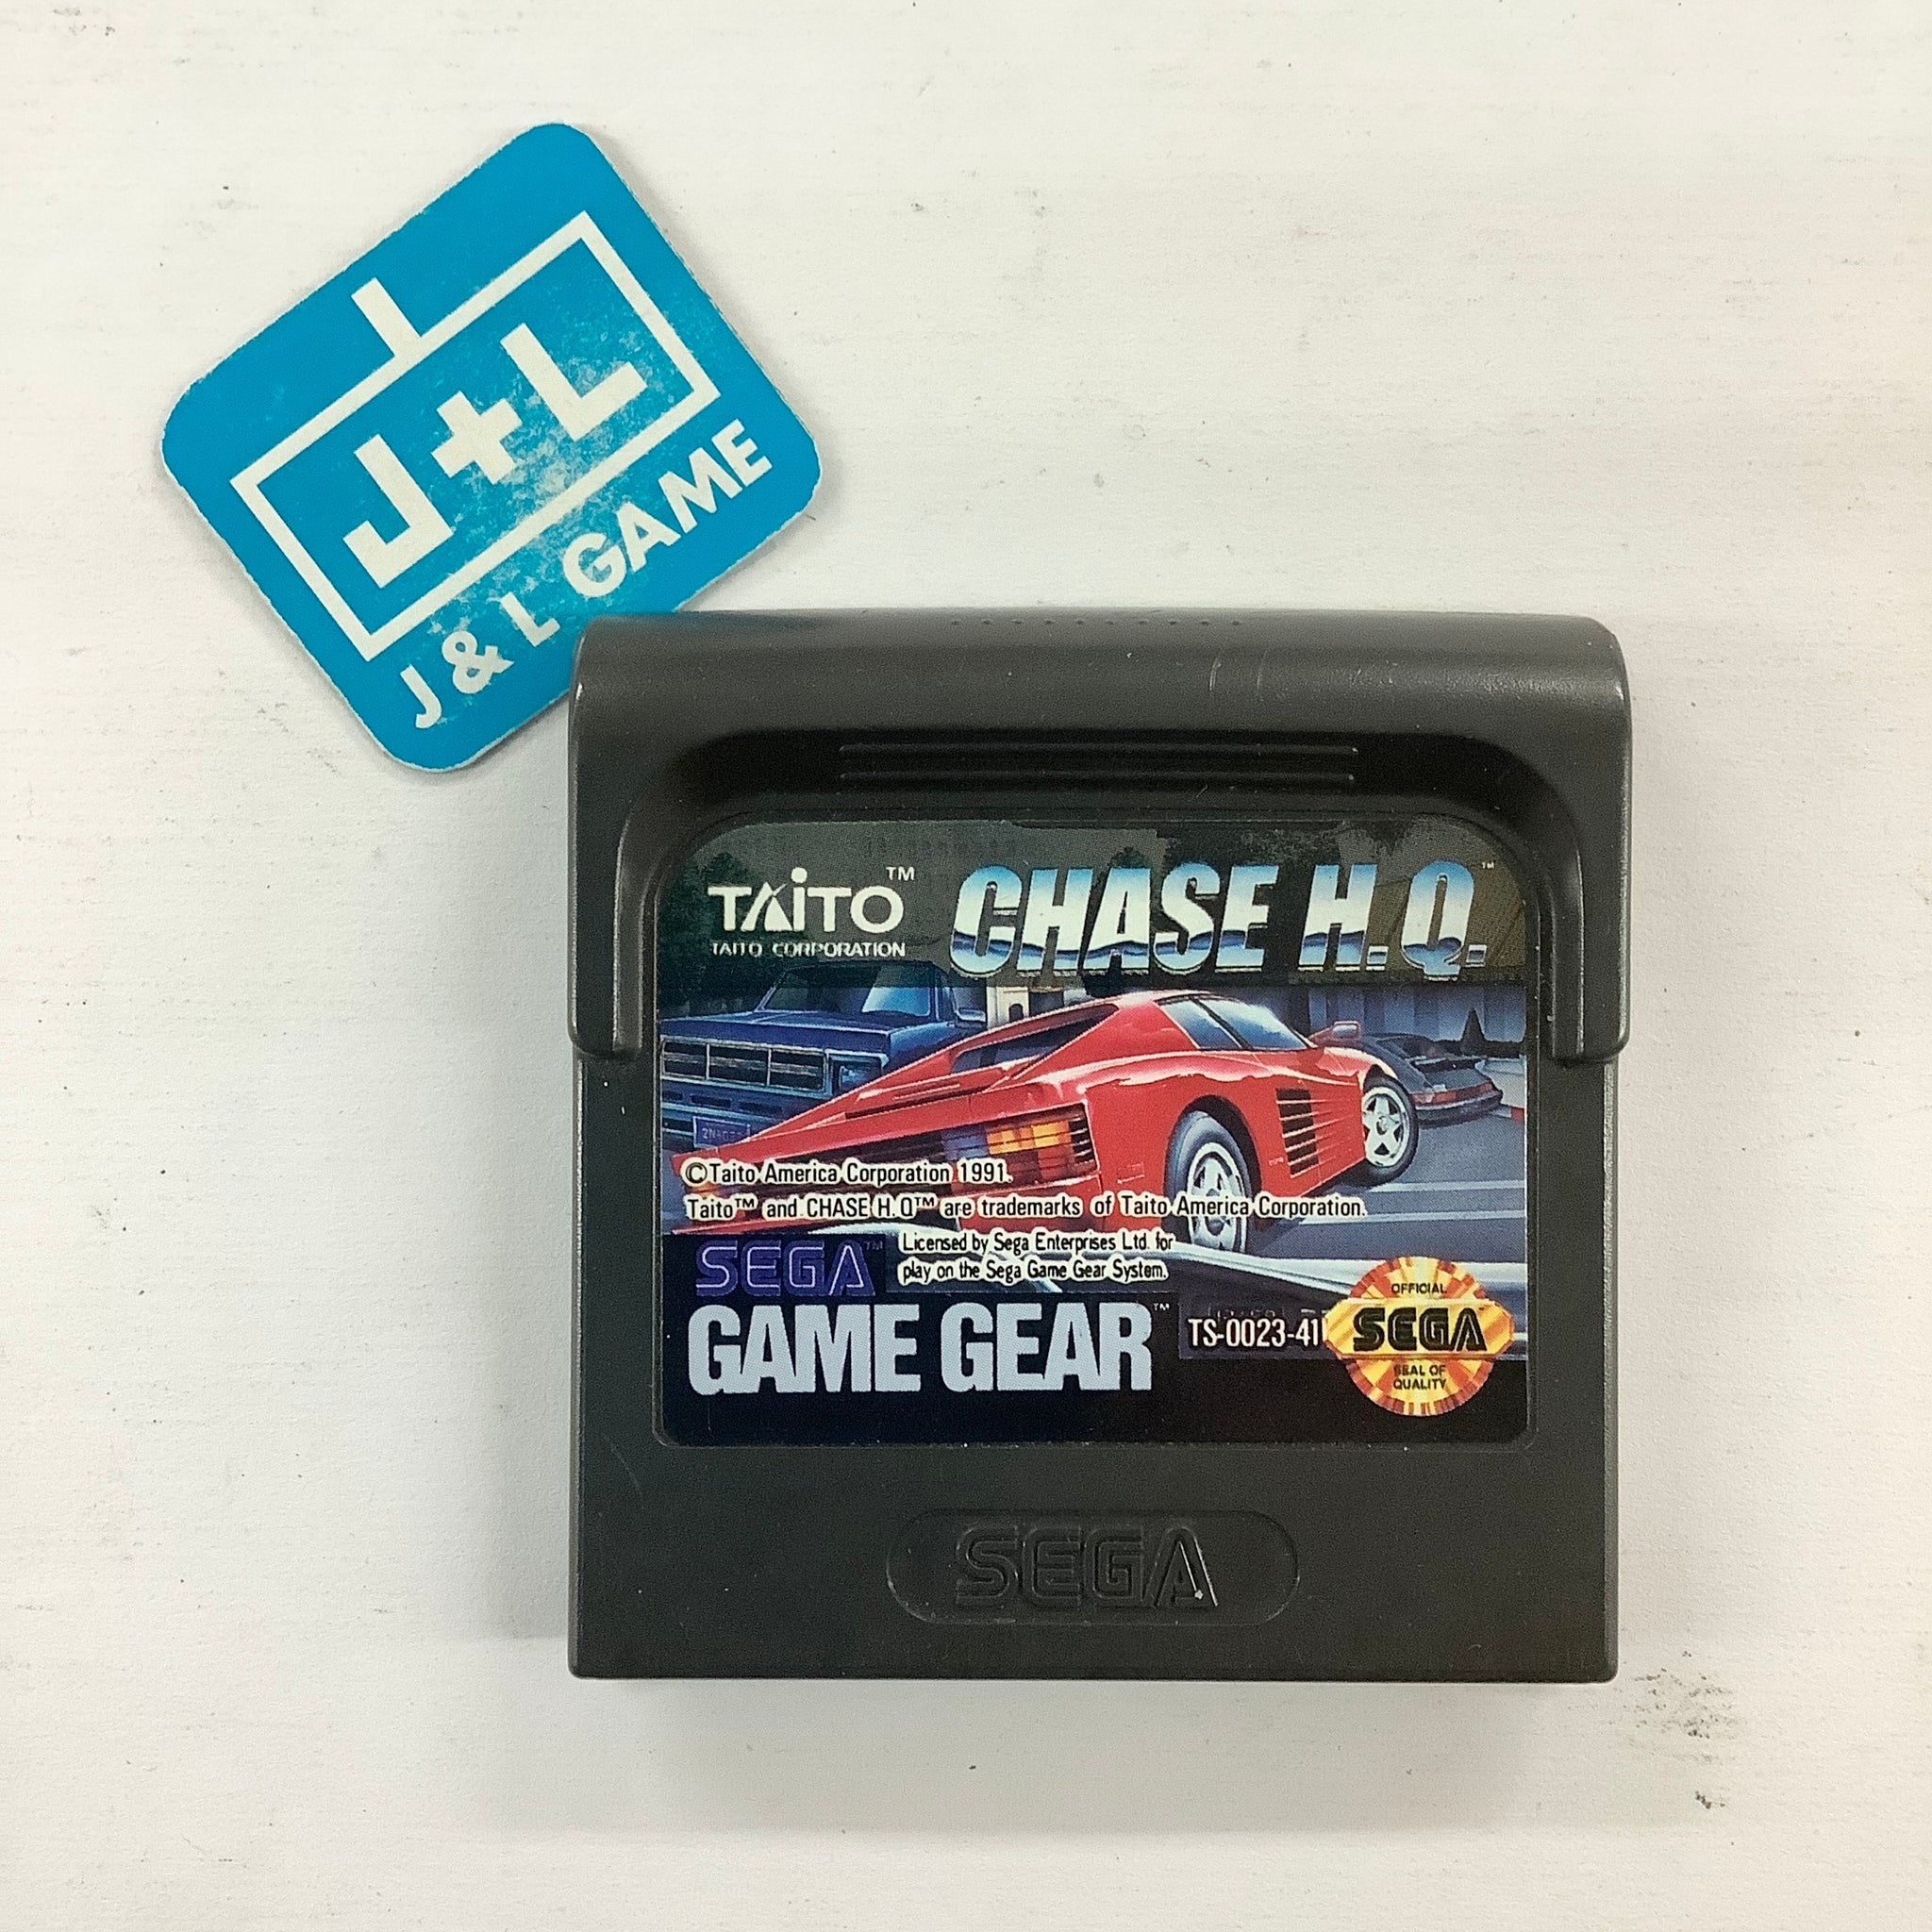 J+L
J & L GAME
TAITO™ CHASE H.Q.™
TAITO CORPORATION
©Taito America Corporation 1991.
Taito™ and CHASE H.Q™ are trademarks of Taito America Corporation.
SEGA™ Licensed by Sega Enterprises Ltd. for
play on the Sega Game Gear System.
GAME GEAR™ TS-0023-41
OFFICIAL
SEGA
SEAL OF
QUALITY
SEGA